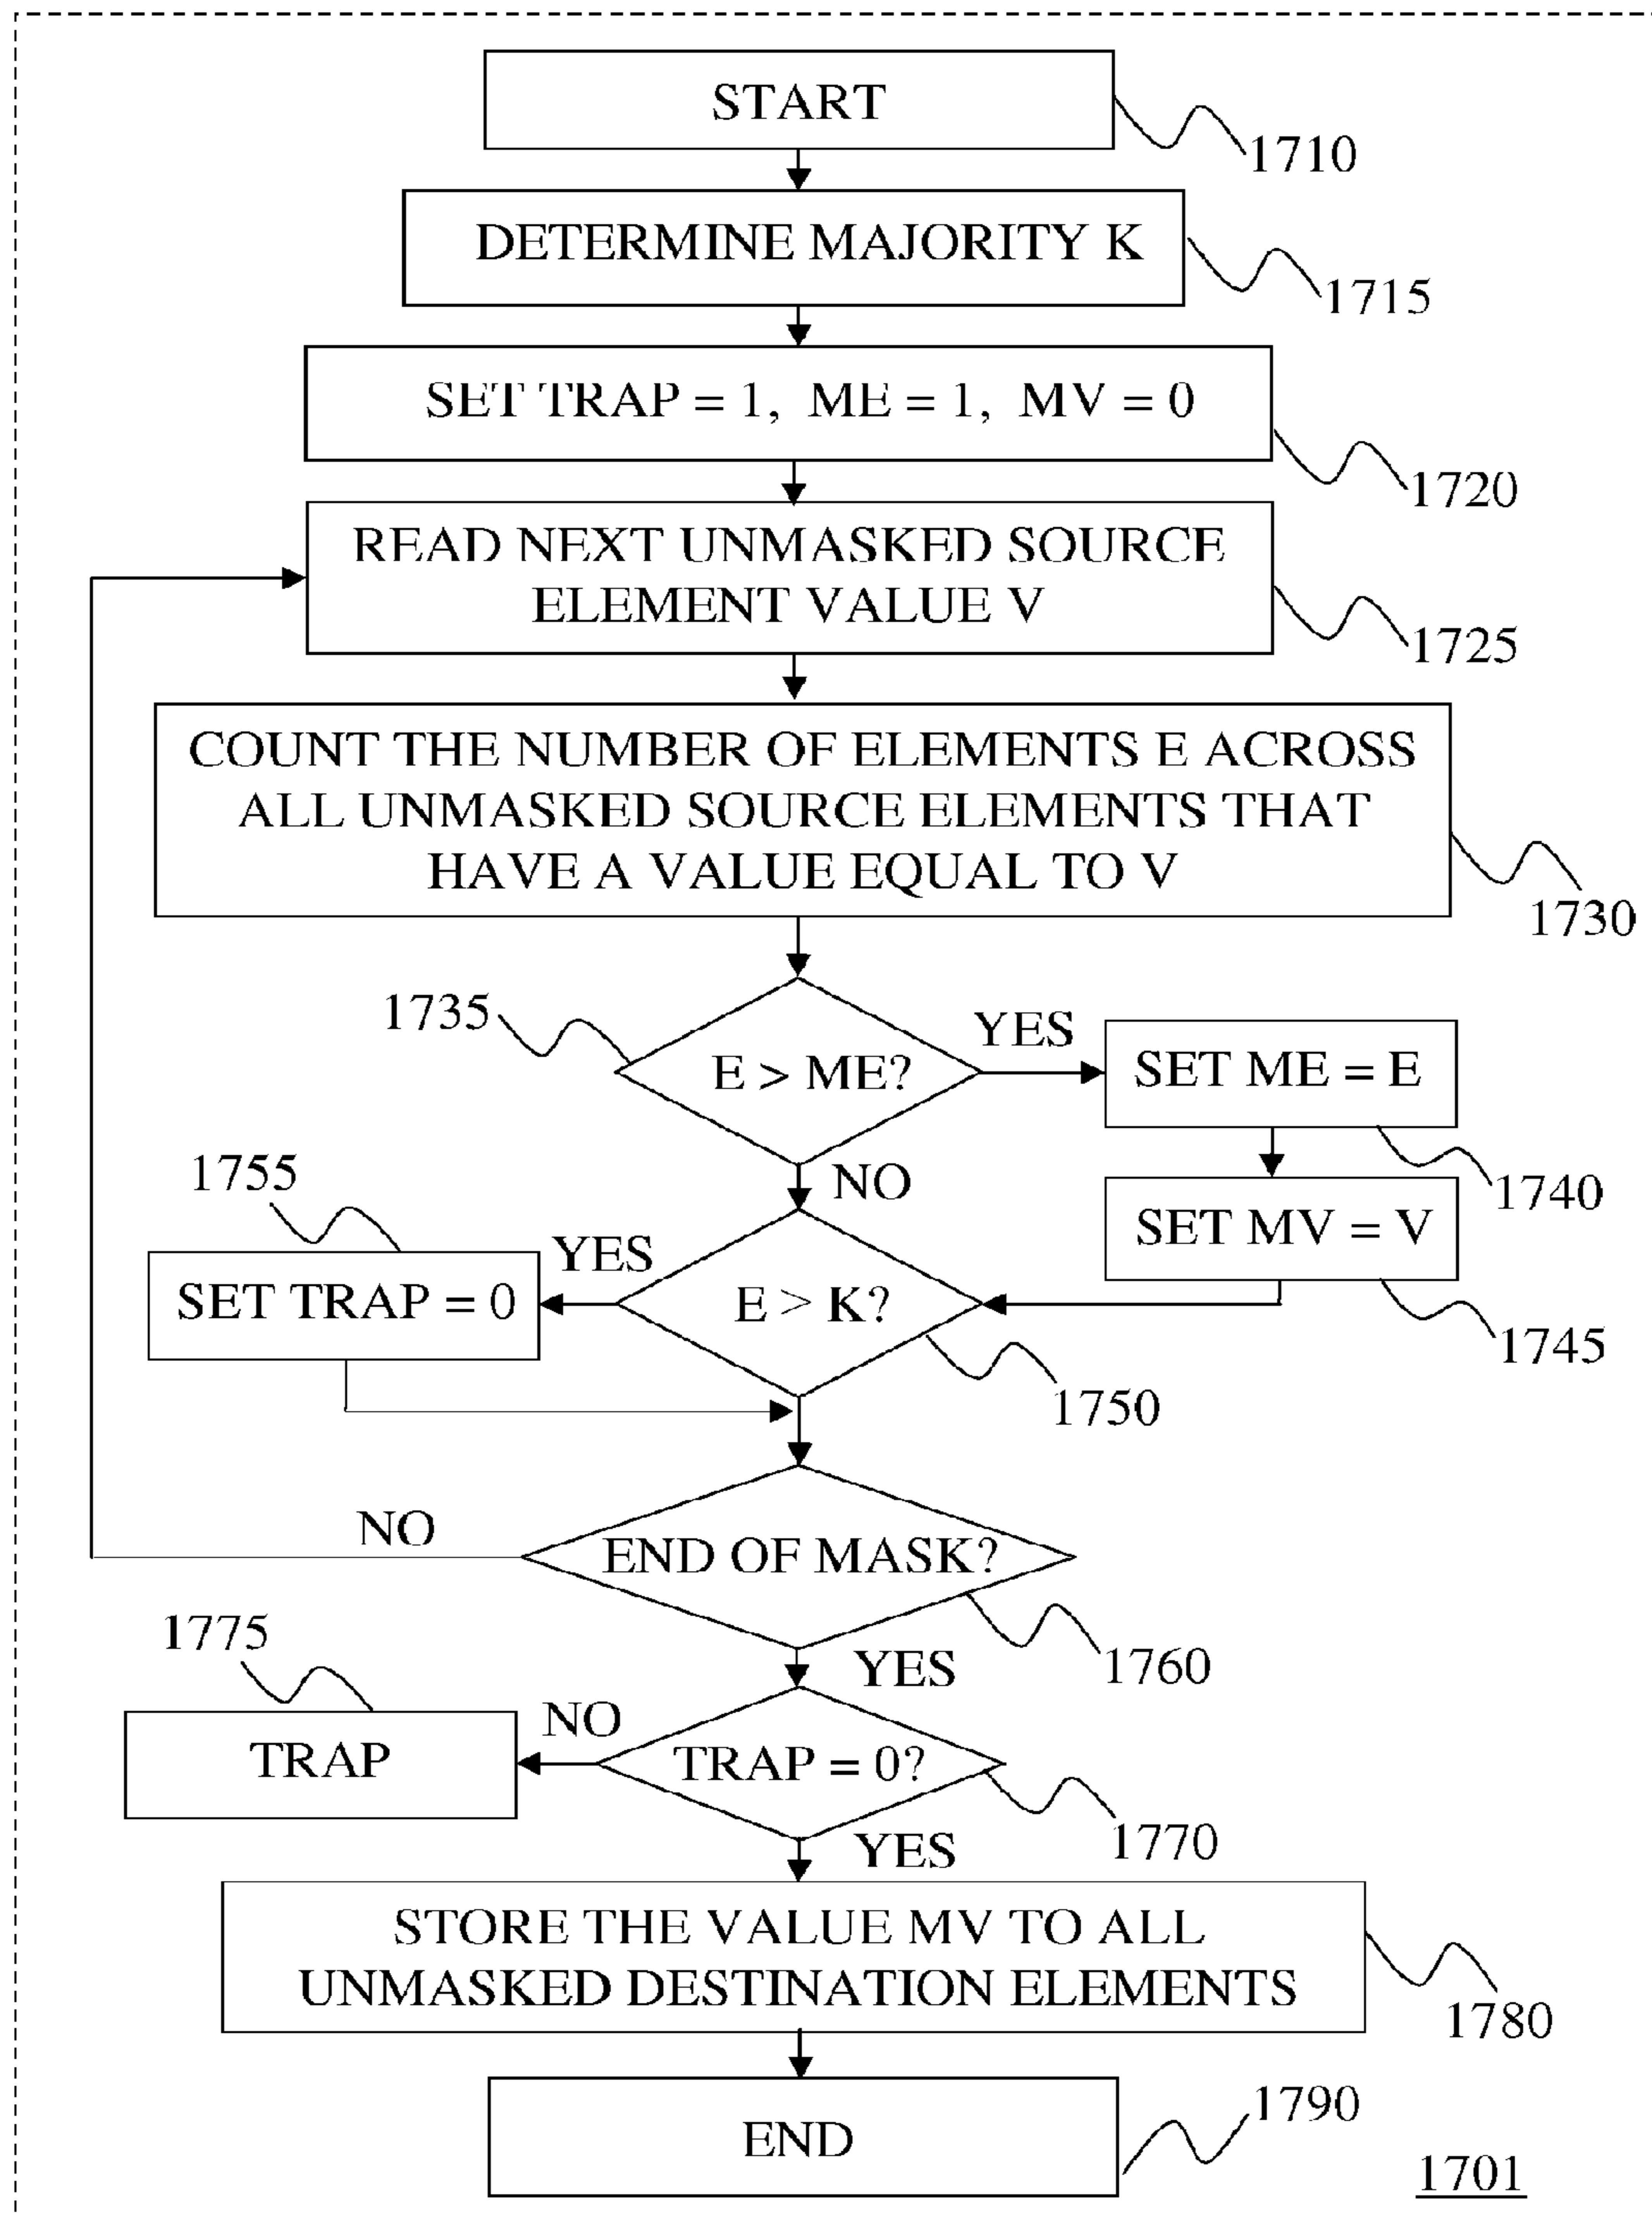 START
1710
DETERMINE MAJORITY K
1715
SET TRAP = 1, ME = 1, MV = 0
1720
READ NEXT UNMASKED SOURCE
ELEMENT VALUE V
1725
COUNT THE NUMBER OF ELEMENTS E ACROSS
ALL UNMASKED SOURCE ELEMENTS THAT
HAVE A VALUE EQUAL TO V
1730
1735
E > ME?
YES
SET ME = E
1740
NO
SET MV = V
1745
1755
YES
SET TRAP = 0
E > K?
1750
NO
END OF MASK?
1760
YES
1775
NO
TRAP
TRAP = 0?
1770
YES
STORE THE VALUE MV TO ALL
UNMASKED DESTINATION ELEMENTS
1780
END
1790
1701